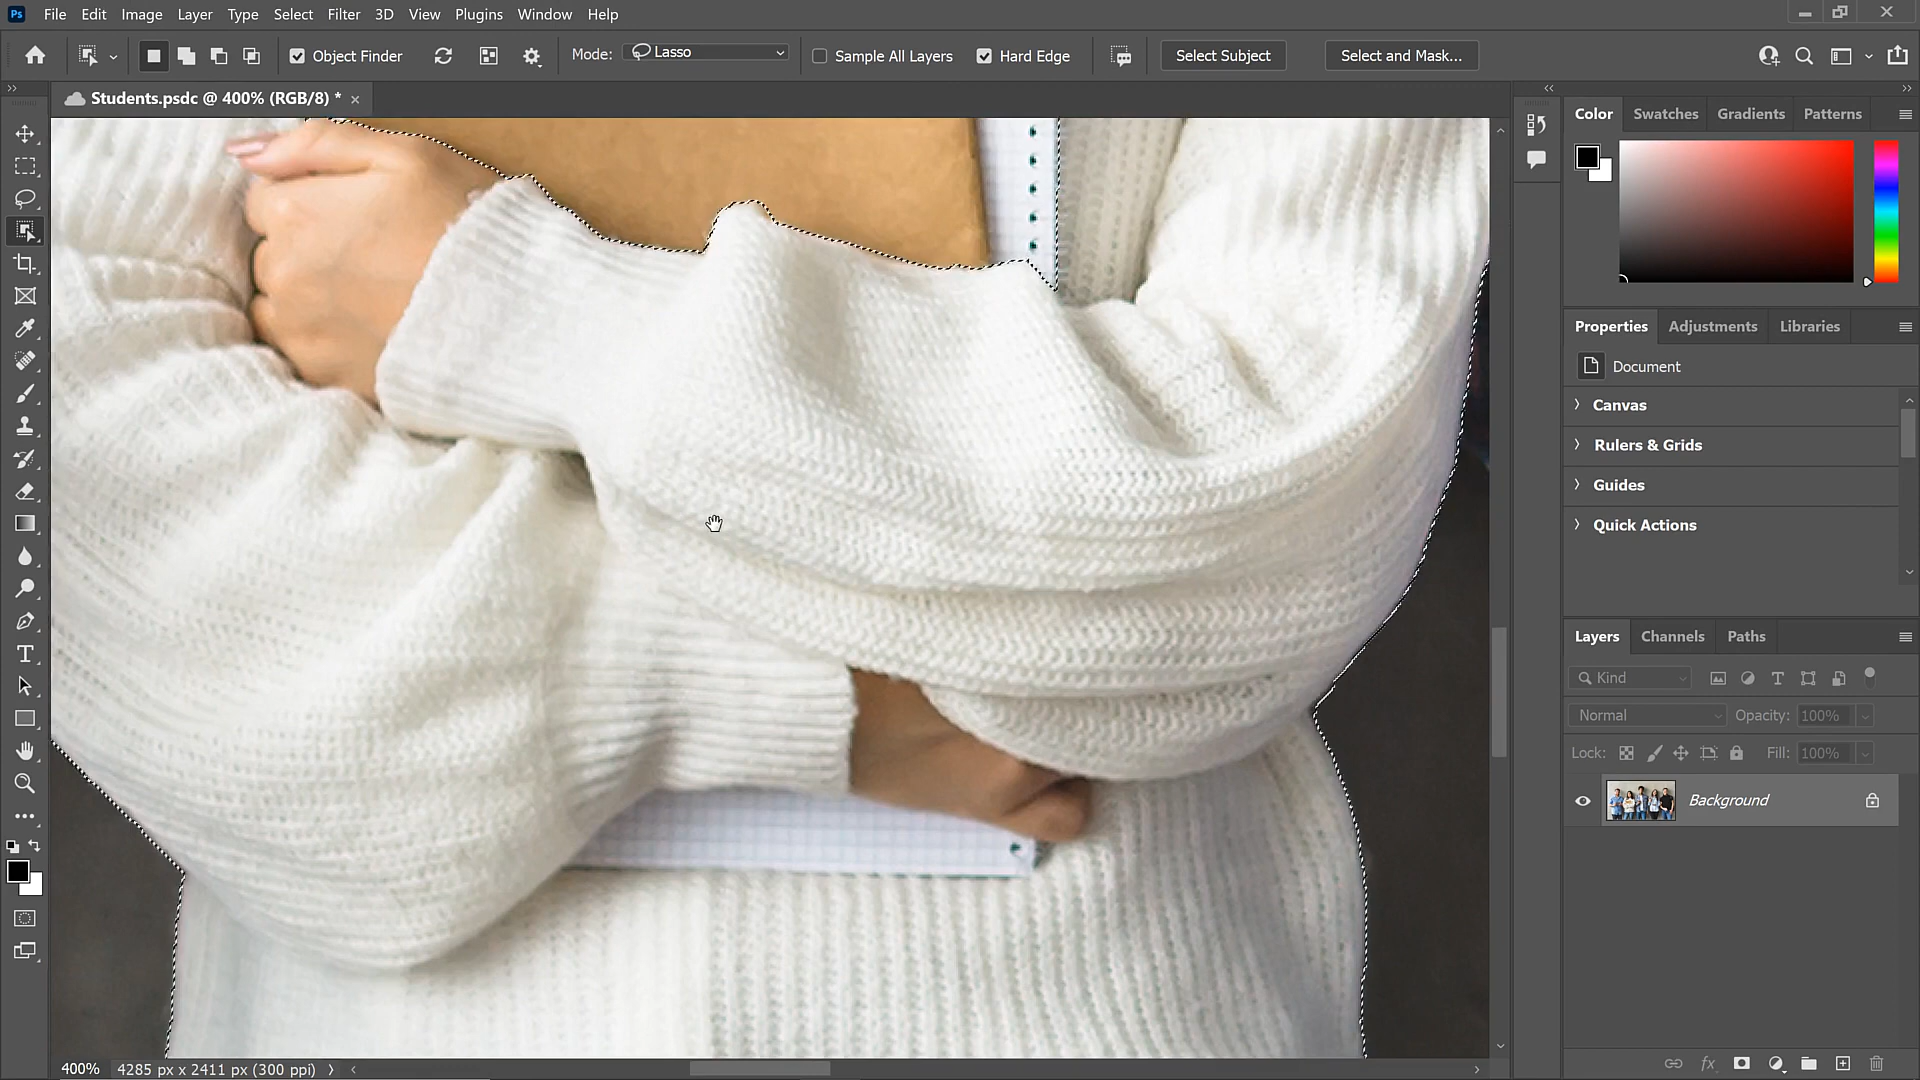 Ps File Edit Image Layer Type Select Filter 3D View Plugins Window Help
Object Finder Mode: Lasso Sample All Layers Hard Edge Select Subject Select and Mask...
Students.psdc @ 400% (RGB/8) *
Color Swatches Gradients Patterns
Properties Adjustments Libraries
Document
Canvas
Rulers & Grids
Guides
Quick Actions
Layers Channels Paths
Kind
Normal Opacity: 100%
Lock: Fill: 100%
Background
400% 4285 px x 2411 px (300 ppi)